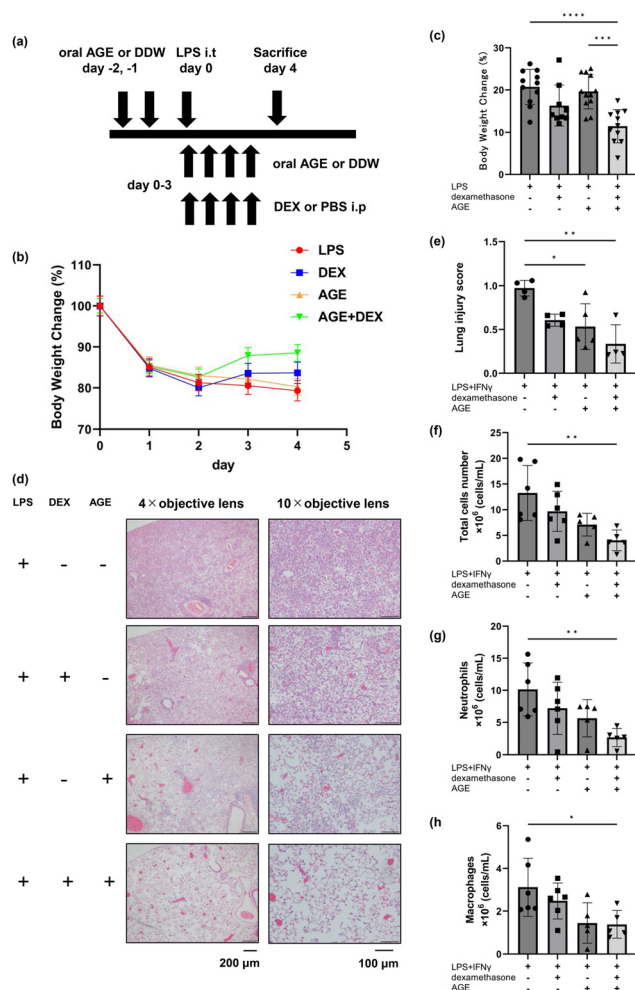 (a)
oral AGE or DDW LPS i.t Sacrifice
day -2, -1 day 0 day 4
oral AGE or DDW
day 0-3
DEX or PBS i.p
(b)
Body Weight Change (%)
100
90
80
70
0 1 2 3 4 5
day
LPS
DEX
AGE
AGE+DEX
(c)
**** 
***
Body Weight Change (%)
30
20
10
0
LPS + + + +
dexamethasone - + - +
AGE - - + +
(d)
LPS DEX AGE 4×objective lens 10×objective lens
+ - -
+ + -
+ - +
+ + +
200 µm 100 µm
(e)
**
*
Lung injury score
1.5
1.0
0.5
0.0
LPS+IFNγ + + + +
dexamethasone - + - +
AGE - - + +
(f)
**
Total cells number
×10⁶ (cells/mL)
25
20
15
10
5
0
LPS+IFNγ + + + +
dexamethasone - + - +
AGE - - + +
(g)
**
Neutrophils
×10⁶ (cells/mL)
20
15
10
5
0
LPS+IFNγ + + + +
dexamethasone - + - +
AGE - - + +
(h)
*
Macrophages
×10⁶ (cells/mL)
6
4
2
0
LPS+IFNγ + + + +
dexamethasone - + - +
AGE - - + +